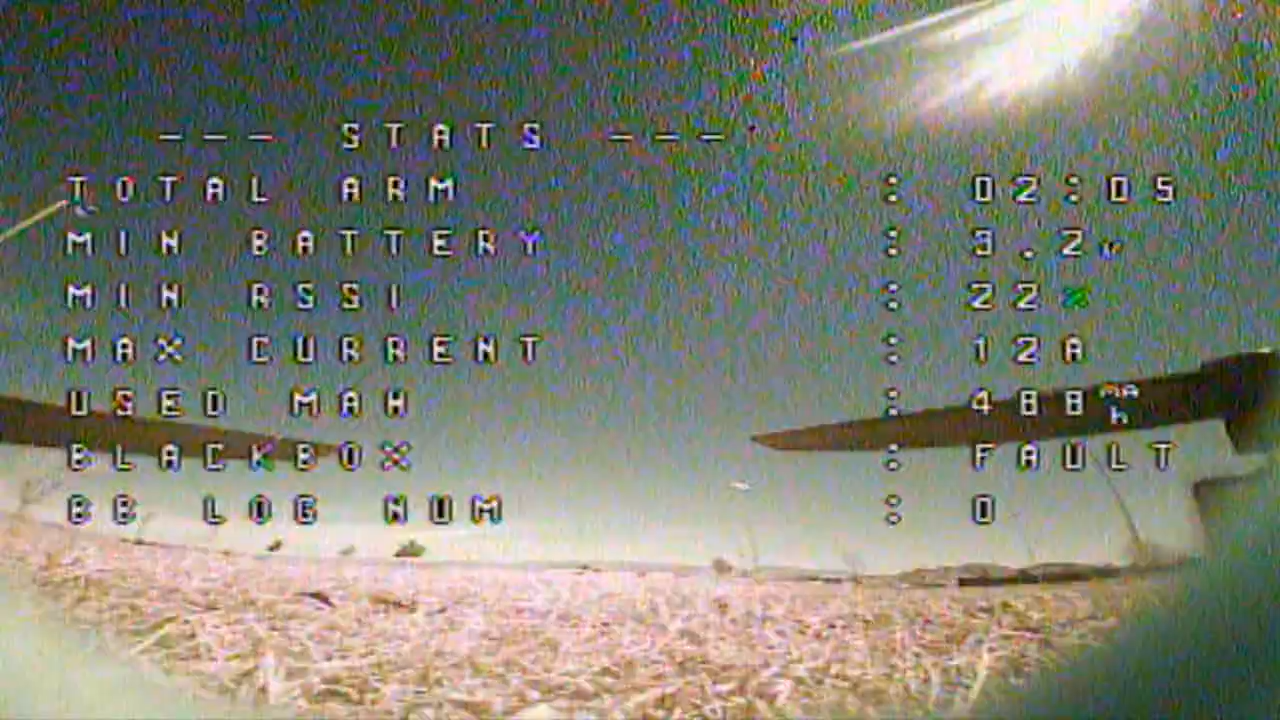 --- STATS ---
TOTAL ARM : 02:05
MIN BATTERY : 3.2V
MIN RSSI : 22%
MAX CURRENT : 12A
USED MAH : 488mAh
BLACKBOX : FAULT
BB LOG NUM : 0